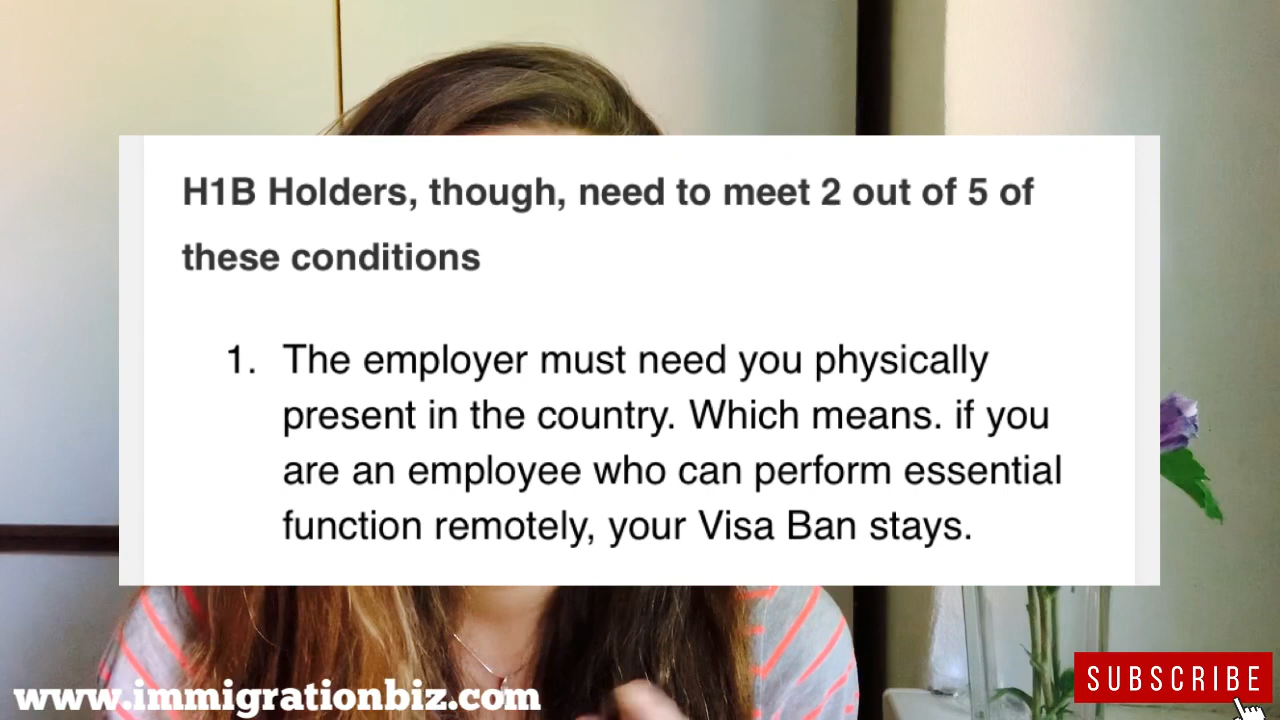 H1B Holders, though, need to meet 2 out of 5 of
these conditions
1. The employer must need you physically
present in the country. Which means. if you
are an employee who can perform essential
function remotely, your Visa Ban stays.
www.immigrationbiz.com
SUBSCRIBE